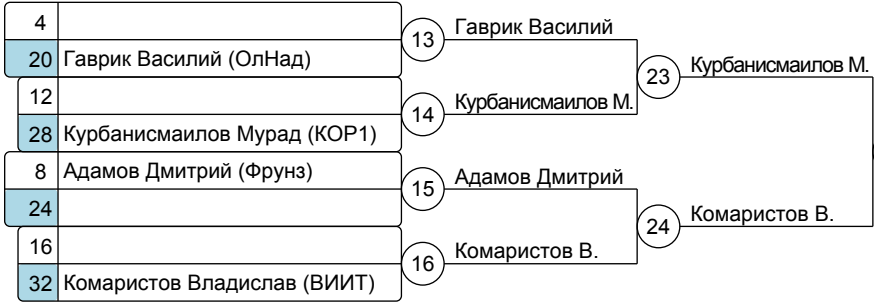 4
20 Гаврик Василий (ОлНад)
12
28 Курбанисмаилов Мурад (КОР1)
8 Адамов Дмитрий (Фрунз)
24
16
32 Комаристов Владислав (ВИИТ)
13 Гаврик Василий
14 Курбанисмаилов М.
15 Адамов Дмитрий
16 Комаристов В.
23 Курбанисмаилов М.
24 Комаристов В.